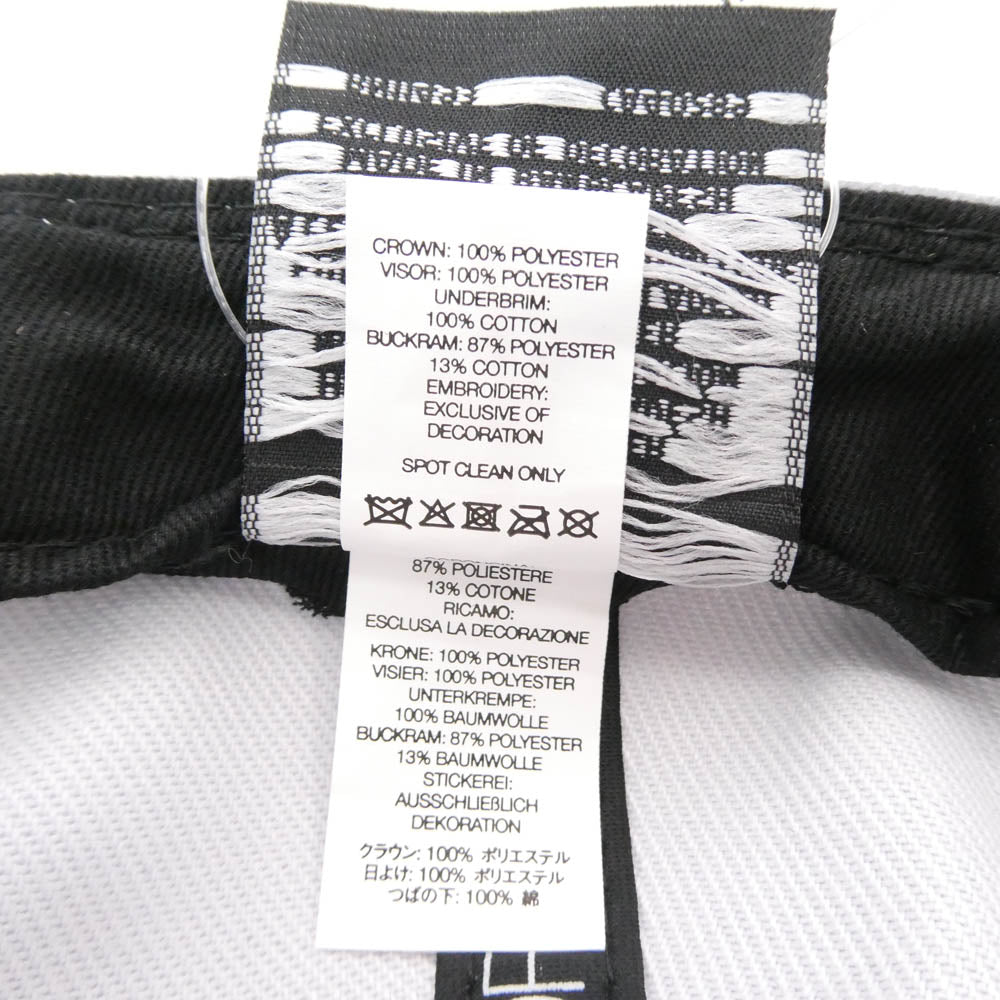 CROWN: 100% POLYESTER
VISOR: 100% POLYESTER
UNDERBRIM:
100% COTTON
BUCKRAM: 87% POLYESTER
13% COTTON
EMBROIDERY:
EXCLUSIVE OF
DECORATION
SPOT CLEAN ONLY
87% POLIESTERE
13% COTONE
RICAMO:
ESCLUSA LA DECORAZIONE
KRONE: 100% POLYESTER
VISIER: 100% POLYESTER
UNTERKREMPE:
100% BAUMWOLLE
BUCKRAM: 87% POLYESTER
13% BAUMWOLLE
STICKEREI:
AUSSCHLIEßLICH
DEKORATION
クラウン: 100% ポリエステル
日よけ: 100% ポリエステル
つばの下: 100% 綿